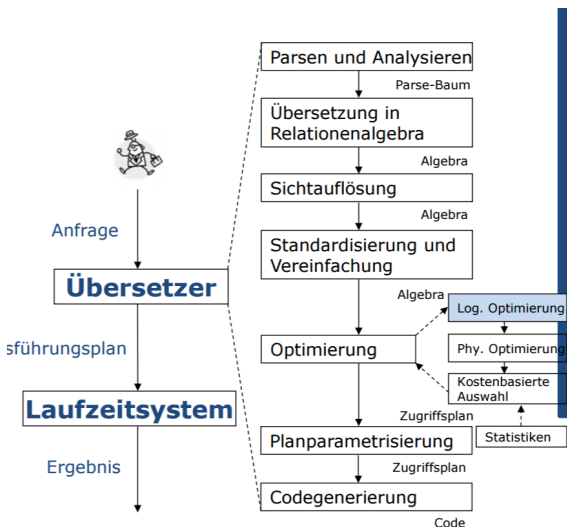 Parsen und Analysieren
Parse-Baum
Übersetzung in
Relationenalgebra
Algebra
Sichtauflösung
Algebra
Anfrage
Standardisierung und
Vereinfachung
Übersetzer
Algebra
Log. Optimierung
sführungsplan
Optimierung
Phy. Optimierung
Kostenbasierte
Auswahl
Laufzeitsystem
Zugriffsplan
Planparametrisierung
Statistiken
Ergebnis
Zugriffsplan
Codegenerierung
Code